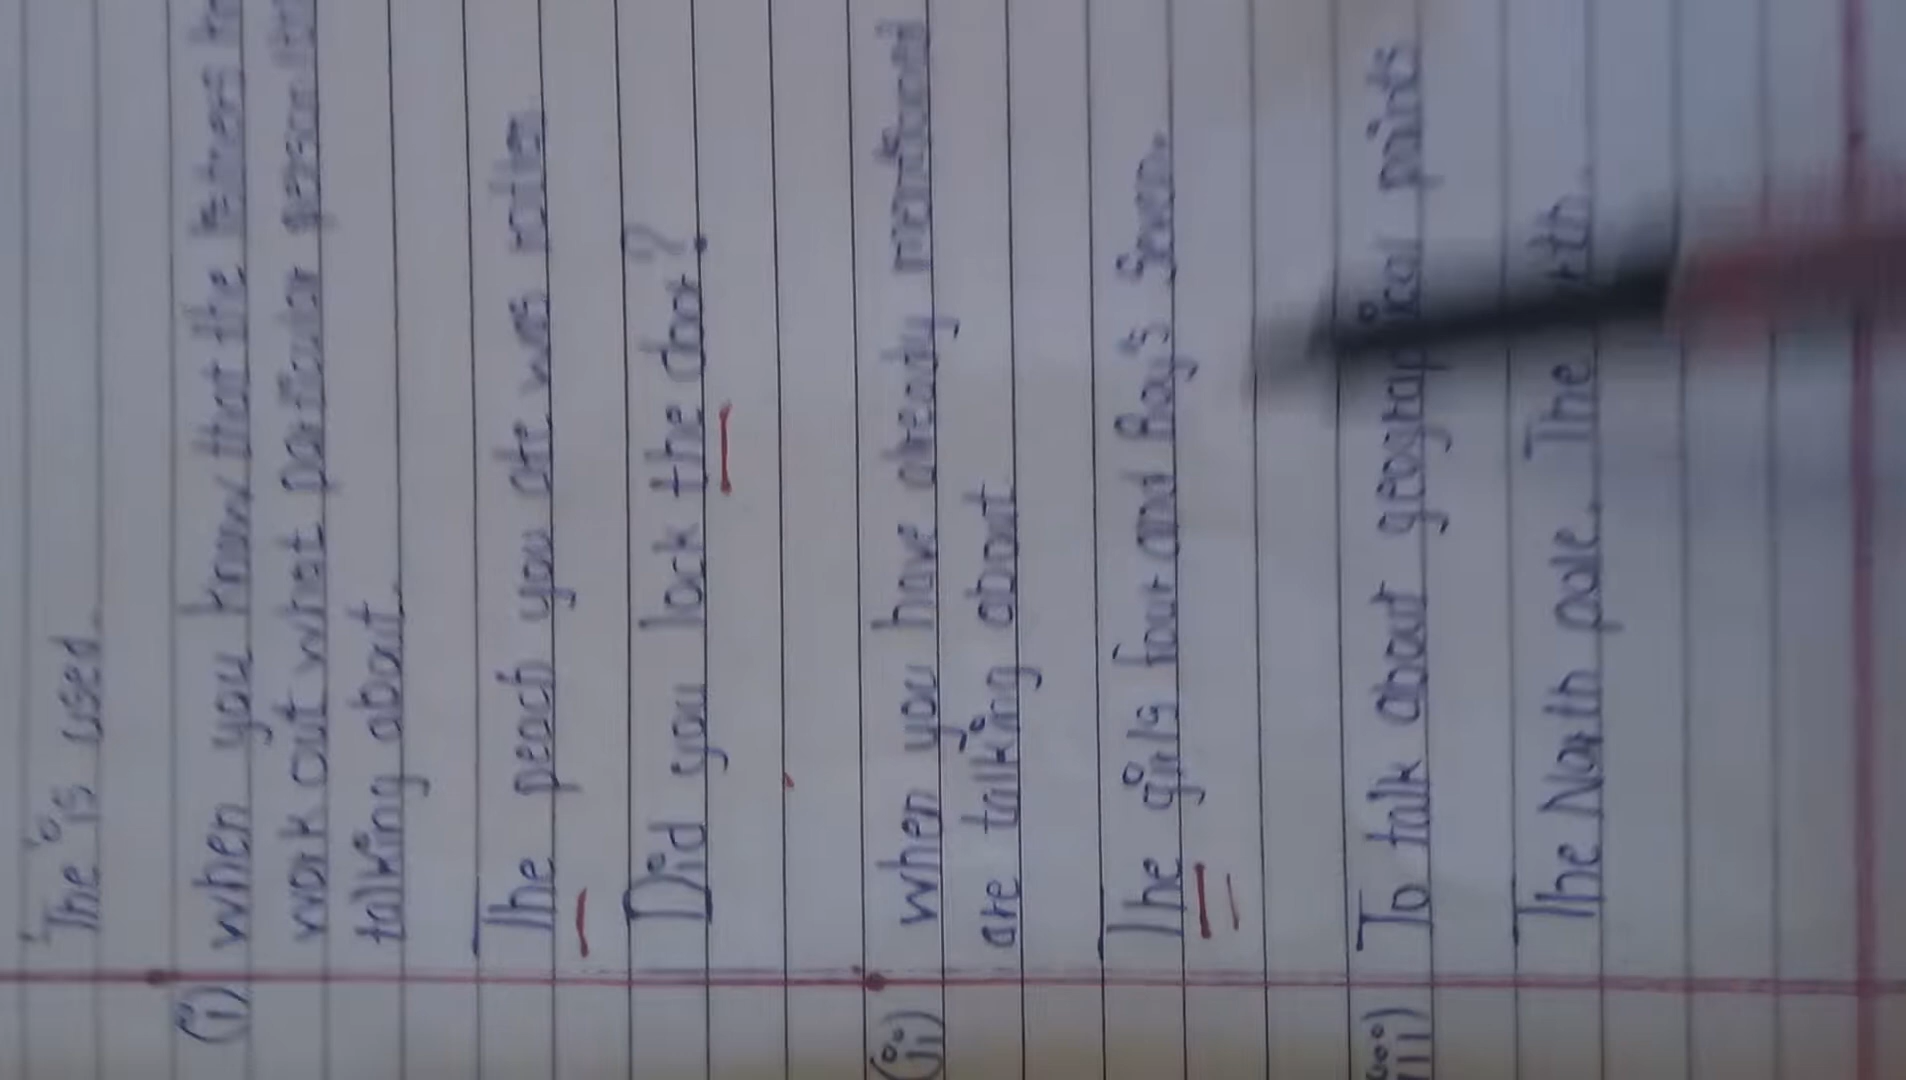 'The' is used.
(i) when you know that the listener
work out what particular person
talking about.
The peach you ate was
Did you lock the door?
(ii) when you have already mentioned
are talking about
The girls four and Boy's Seven.
(iii) To talk about geographical points
The North pole. The